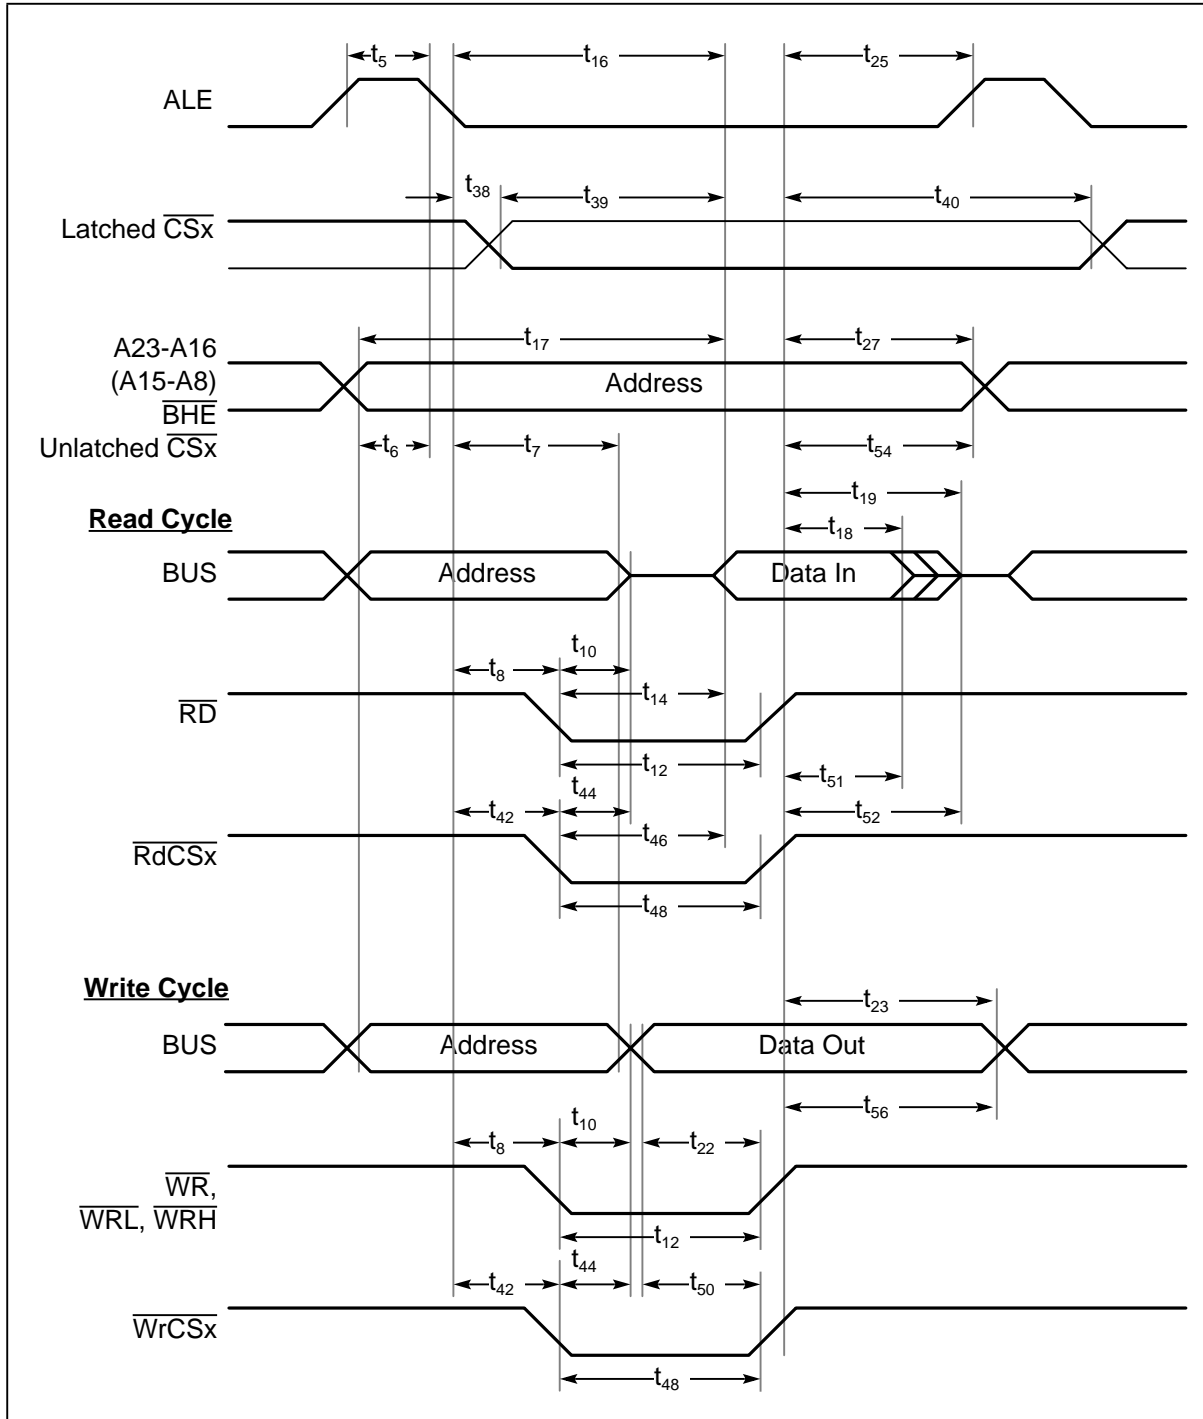 t5 t16 t25
ALE
t38 t39 t40
Latched CSx
t17 t27
A23-A16
(A15-A8)
Address
BHE
Unlatched CSx
t6 t7 t54
t19
Read Cycle
t18
BUS Address Data In
t10
t8
t14
RD
t12
t51
t44
t42 t52
t46
RdCSx
t48
Write Cycle
t23
BUS Address Data Out
t56
t10
t8 t22
WR,
WRL, WRH
t12
t44
t42 t50
WrCSx
t48